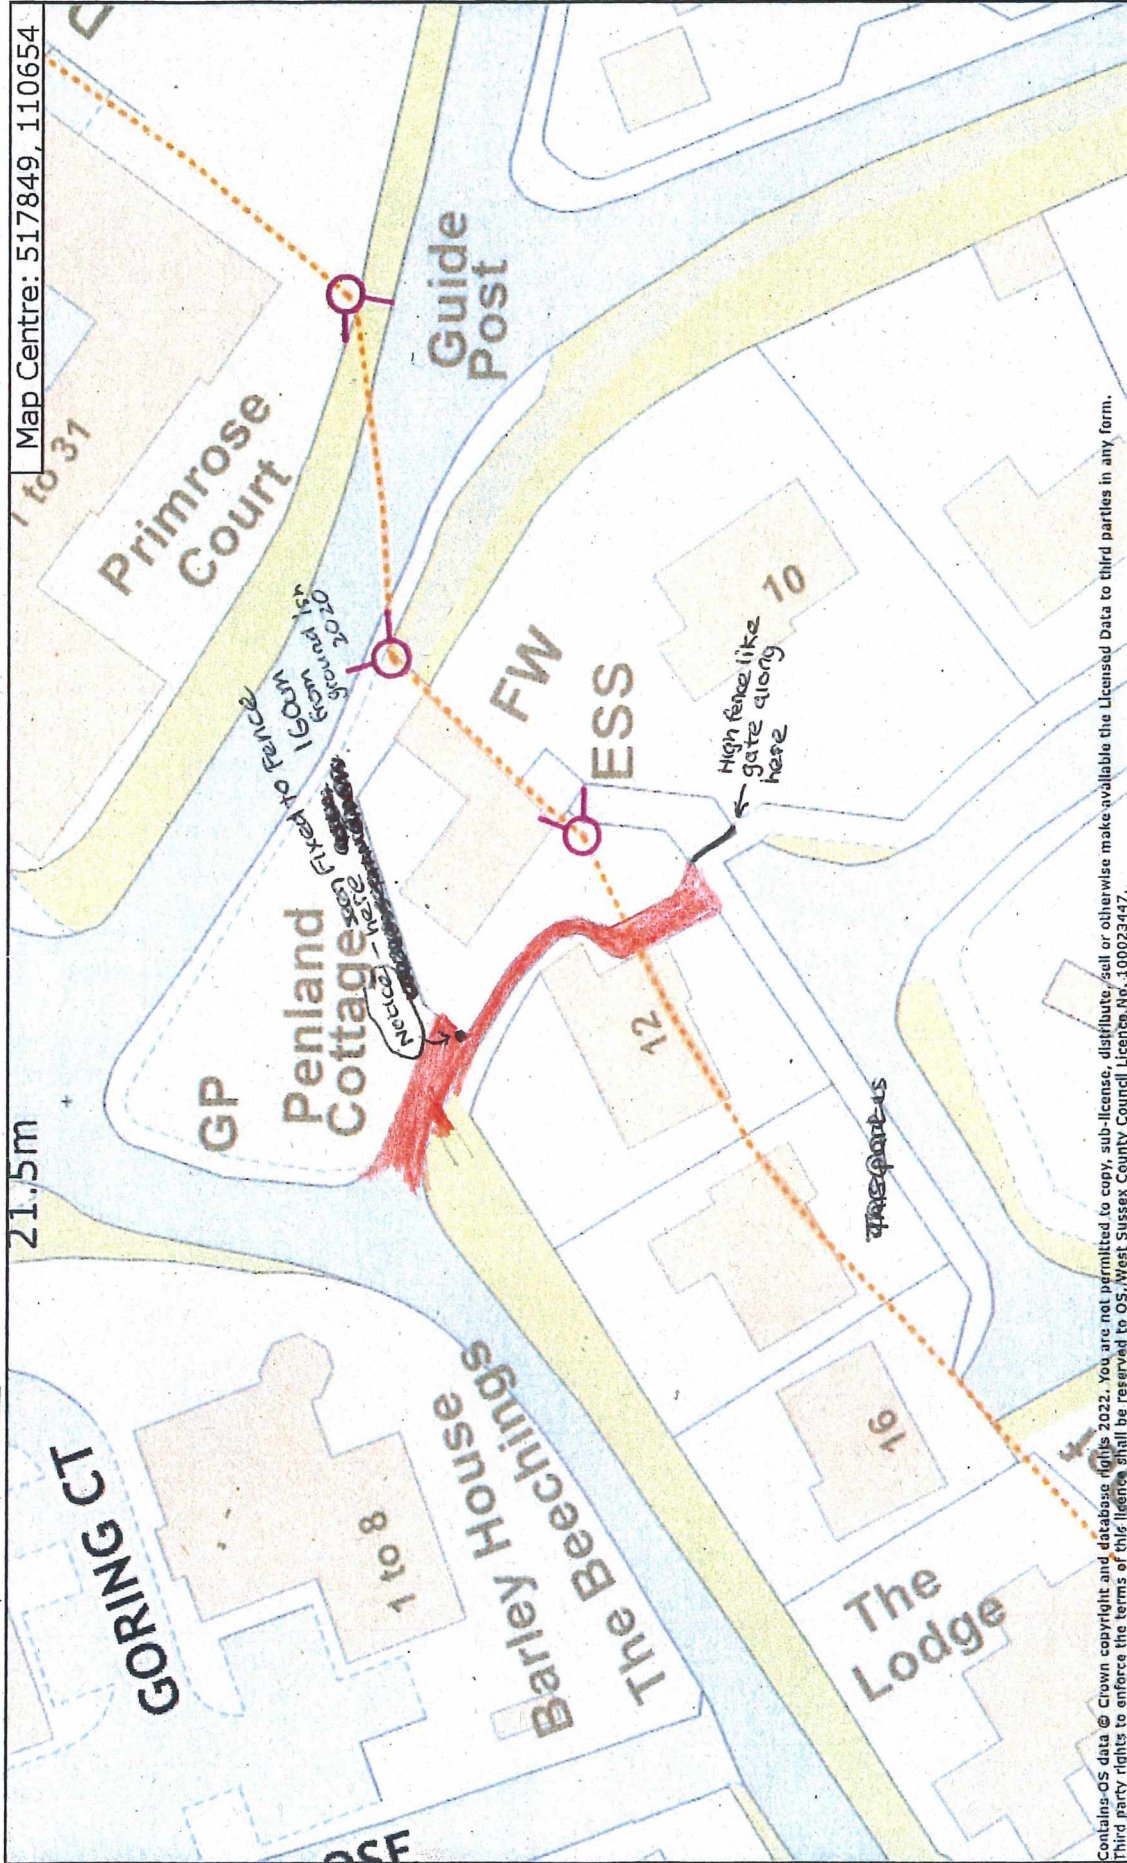 Map Centre: 517849, 110654
21.5m
1 to 31
Primrose
Court
Guide
Post
GP
Penland
Cottage
Notice - here
Fixed to fence
160cm
from
ground ish
2020
FW
ESS
10
High fence like
gate along
here
12
16
GORING CT
1 to 8
Barley House
The Beechings
The
Lodge
Contains OS data © Crown copyright and database rights 2022. You are not permitted to copy, sub-license, distribute, sell or otherwise make available the Licensed Data to third parties in any form.
Third party rights to enforce the terms of this licence shall be reserved to OS. West Sussex County Council Licence No. 100023447.